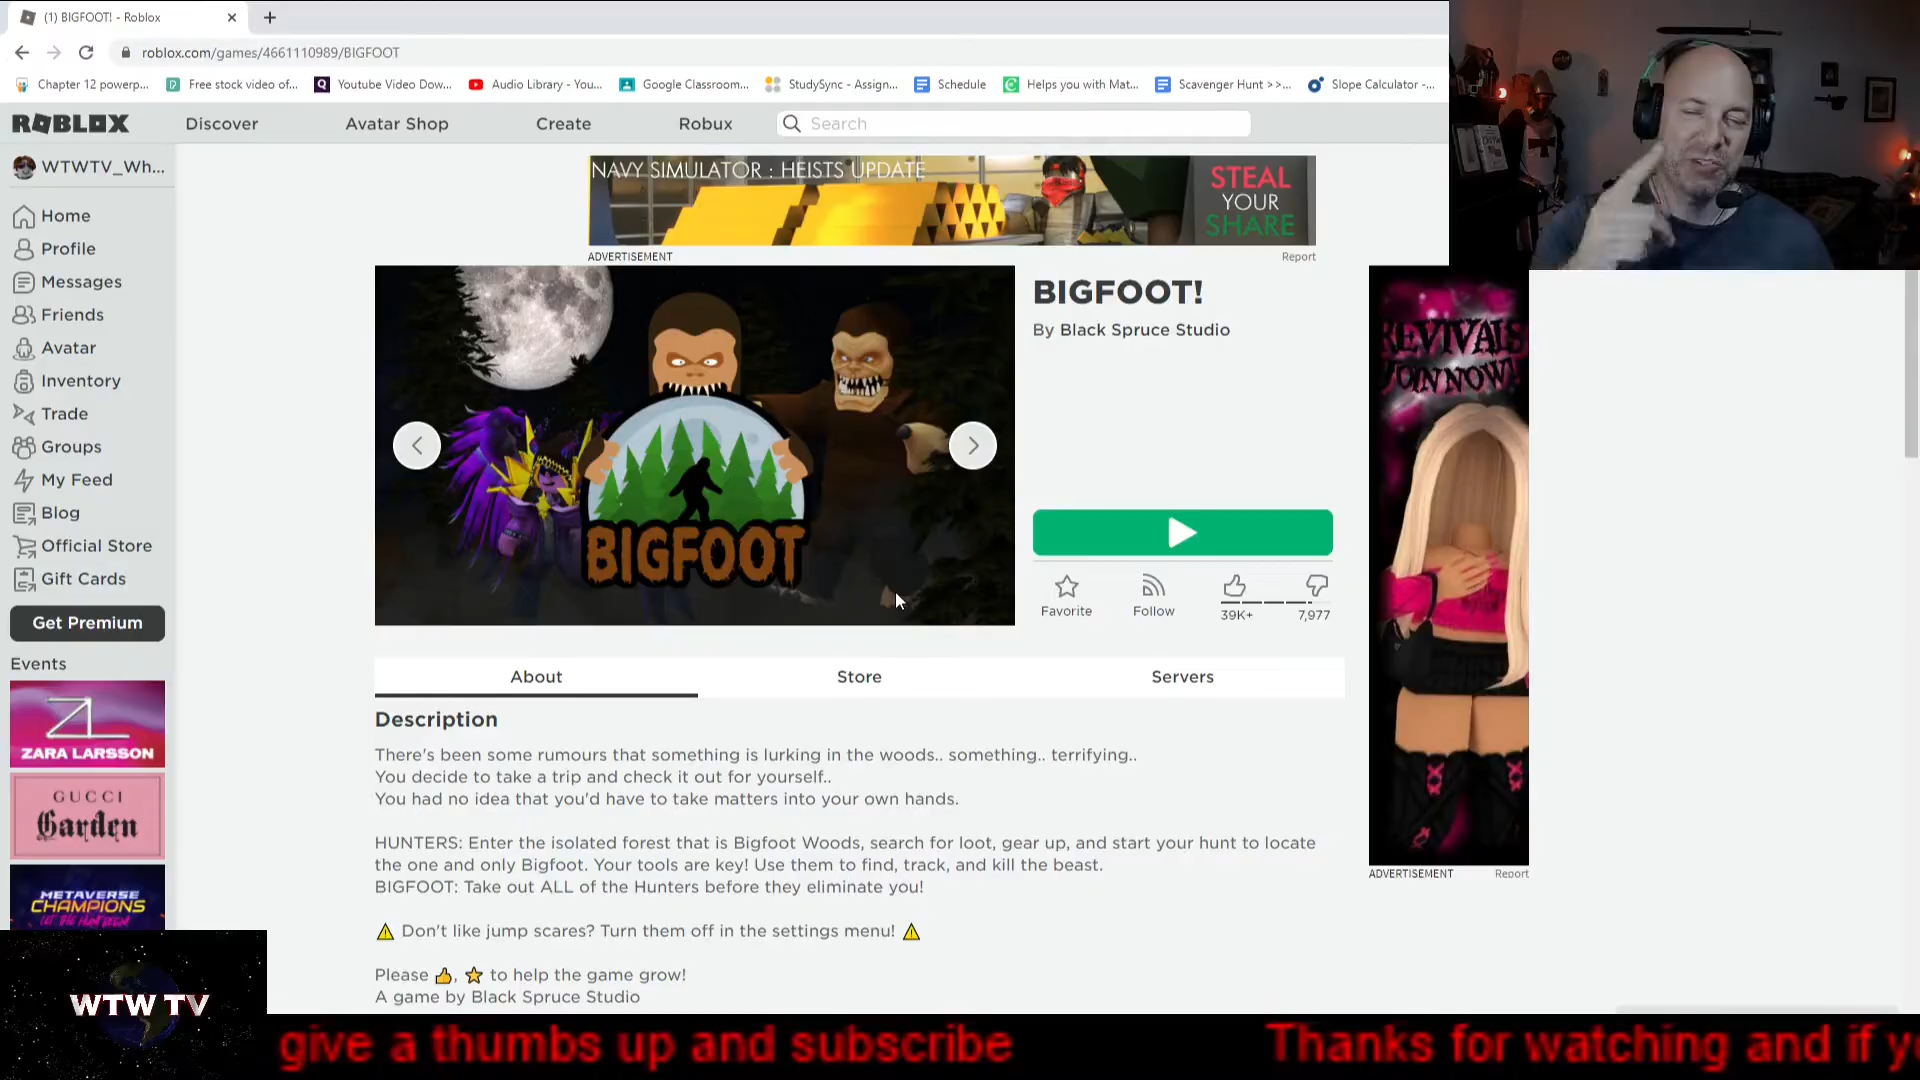 (1) BIGFOOT! - Roblox
roblox.com/games/4661110989/BIGFOOT
Chapter 12 powerp...
Free stock video of...
Youtube Video Dow...
Audio Library - You...
Google Classroom...
StudySync - Assign...
Schedule
Helps you with Mat...
Scavenger Hunt >>...
Slope Calculator -...
ROBLOX
Discover
Avatar Shop
Create
Robux
Search
WTWTV_Wh...
Home
Profile
Messages
Friends
Avatar
Inventory
Trade
Groups
My Feed
Blog
Official Store
Gift Cards
Get Premium
Events
ZARA LARSSON
GUCCI
Garden
METAVERSE
CHAMPIONS
LET THE HUNT BEGIN
NAVY SIMULATOR : HEISTS UPDATE
STEAL
YOUR
SHARE
ADVERTISEMENT
Report
BIGFOOT
BIGFOOT!
By Black Spruce Studio
Favorite
Follow
39K+
7,977
REVIVALS
JOIN NOW!
ADVERTISEMENT
Report
About
Store
Servers
Description
There's been some rumours that something is lurking in the woods.. something.. terrifying..
You decide to take a trip and check it out for yourself..
You had no idea that you'd have to take matters into your own hands.
HUNTERS: Enter the isolated forest that is Bigfoot Woods, search for loot, gear up, and start your hunt to locate
the one and only Bigfoot. Your tools are key! Use them to find, track, and kill the beast.
BIGFOOT: Take out ALL of the Hunters before they eliminate you!
⚠ Don't like jump scares? Turn them off in the settings menu! ⚠
Please 👍, ⭐ to help the game grow!
A game by Black Spruce Studio
WTW TV
give a thumbs up and subscribe
Thanks for watching and if yo